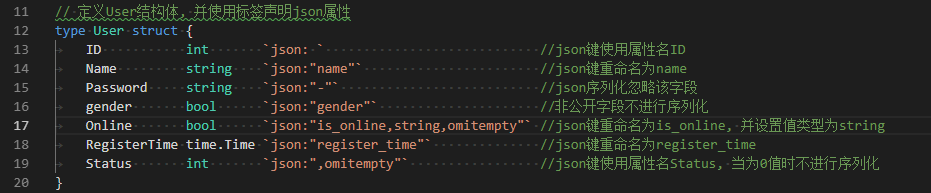 11 // 定义User结构体, 并使用标签声明json属性
12 type User struct {
13 ID int `json: ` //json键使用属性名ID
14 Name string `json:"name"` //json键重命名为name
15 Password string `json:"-"` //json序列化忽略该字段
16 gender bool `json:"gender"` //非公开字段不进行序列化
17 Online bool `json:"is_online,string,omitempty"` //json键重命名为is_online, 并设置值类型为string
18 RegisterTime time.Time `json:"register_time"` //json键重命名为register_time
19 Status int `json:",omitempty"` //json键使用属性名Status, 当为0值时不进行序列化
20 }